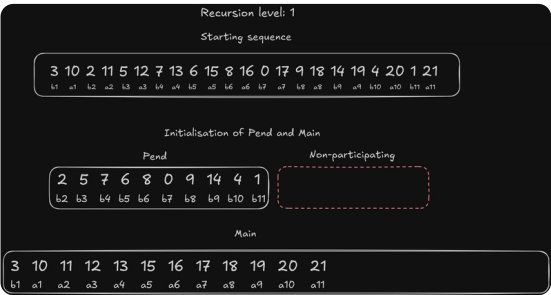 Recursion level: 1
Starting sequence
3 10 2 11 5 12 7 13 6 15 8 16 0 17 9 18 14 19 4 20 1 21
b1 a1 b2 a2 b3 a3 b4 a4 b5 a5 b6 a6 b7 a7 b8 a8 b9 a9 b10 a10 b11 a11
Initialisation of Pend and Main
Pend Non-participating
2 5 7 6 8 0 9 14 4 1
b2 b3 b4 b5 b6 b7 b8 b9 b10 b11
Main
3 10 11 12 13 15 16 17 18 19 20 21
b1 a1 a2 a3 a4 a5 a6 a7 a8 a9 a10 a11